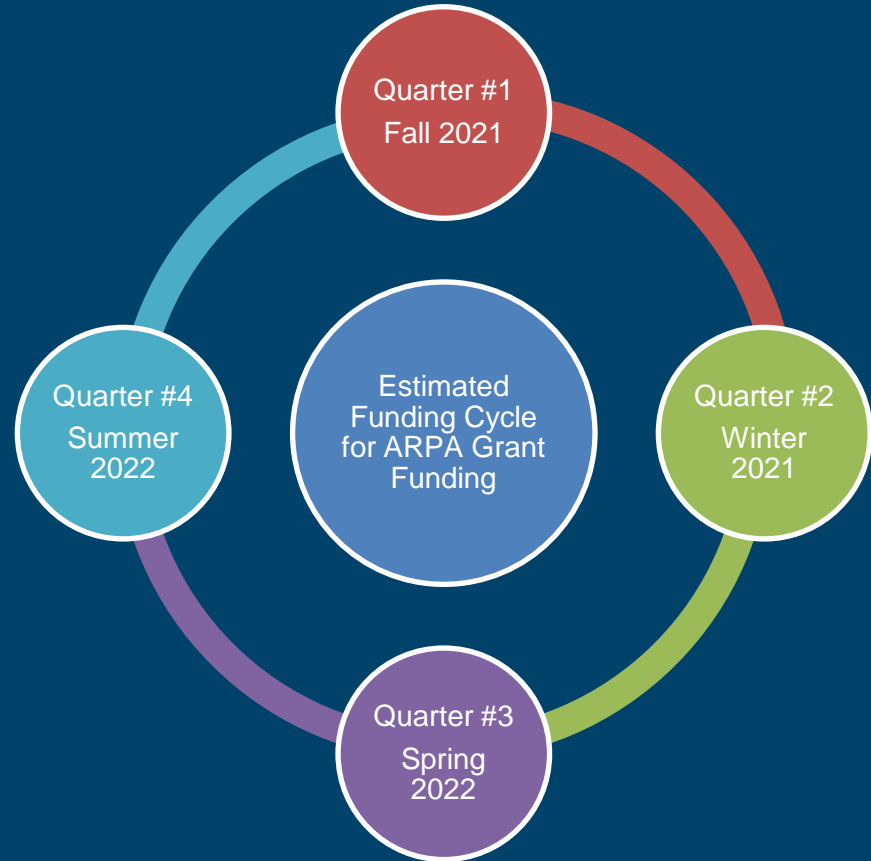 Quarter #1
Fall 2021
Quarter #4
Summer
2022
Estimated
Funding Cycle
for ARPA Grant
Funding
Quarter #2
Winter
2021
Quarter #3
Spring
2022